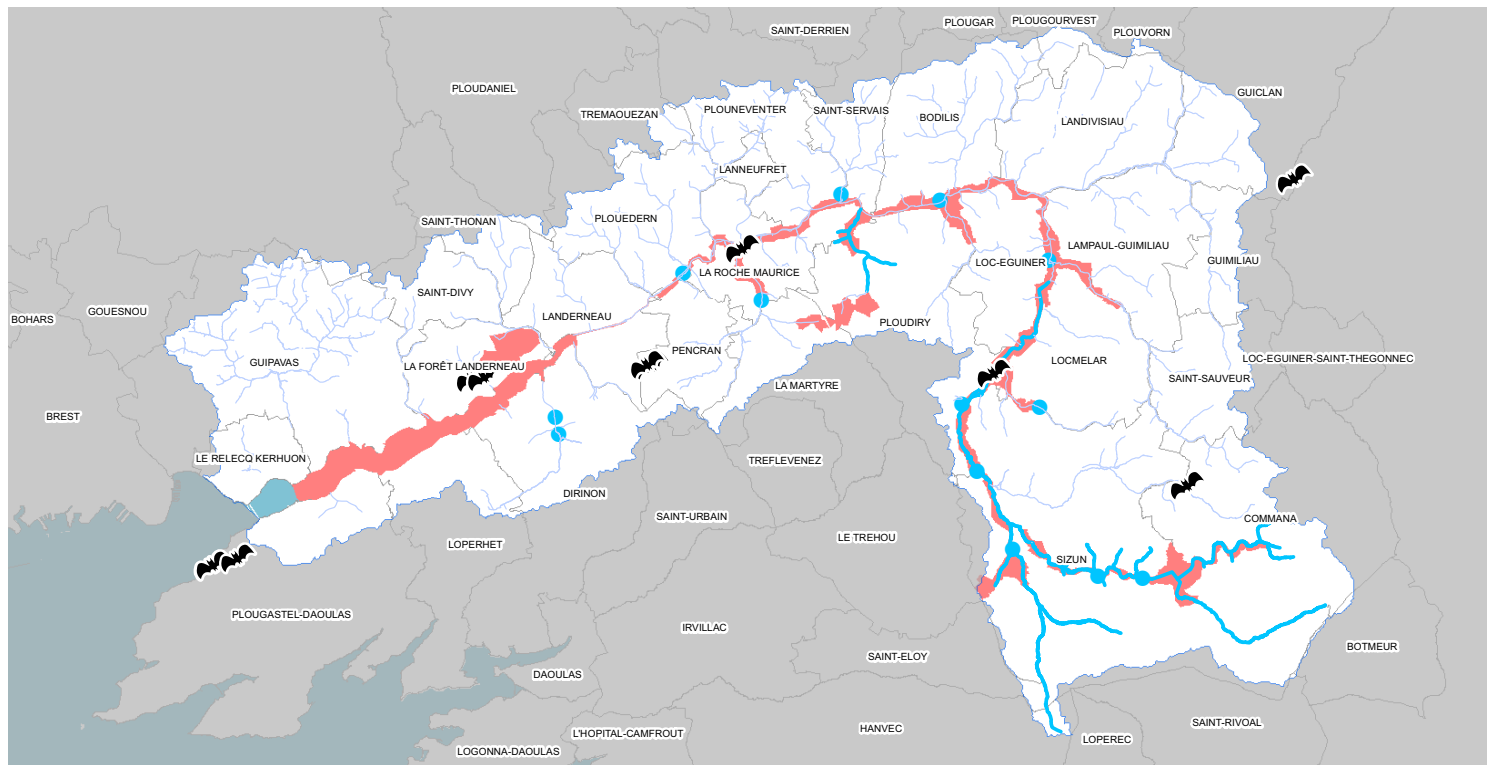 PLOUGAR
PLOUGOURVEST
SAINT-DERRIEN
PLOUVORN
PLOUDANIEL
GUICLAN
TREMAOUEZAN
PLOUNEVENTER
SAINT-SERVAIS
BODILIS
LANDIVISIAU
LANNEUFRET
PLOUEDERN
SAINT-THONAN
LAMPAUL-GUIMILIAU
GUIMILIAU
LOC-EGUINER
LA ROCHE MAURICE
SAINT-DIVY
GOUESNOU
BOHARS
LANDERNEAU
PLOUDIRY
PENCRAN
GUIPAVAS
LA FORÊT LANDERNEAU
LOCMELAR
LOC-EGUINER-SAINT-THEGONNEC
SAINT-SAUVEUR
LA MARTYRE
BREST
LE RELECQ KERHUON
TREFLEVENEZ
DIRINON
SAINT-URBAIN
COMMANA
LE TREHOU
LOPERHET
SIZUN
PLOUGASTEL-DAOULAS
IRVILLAC
SAINT-ELOY
BOTMEUR
DAOULAS
SAINT-RIVOAL
HANVEC
L'HOPITAL-CAMFROUT
LOPEREC
LOGONNA-DAOULAS